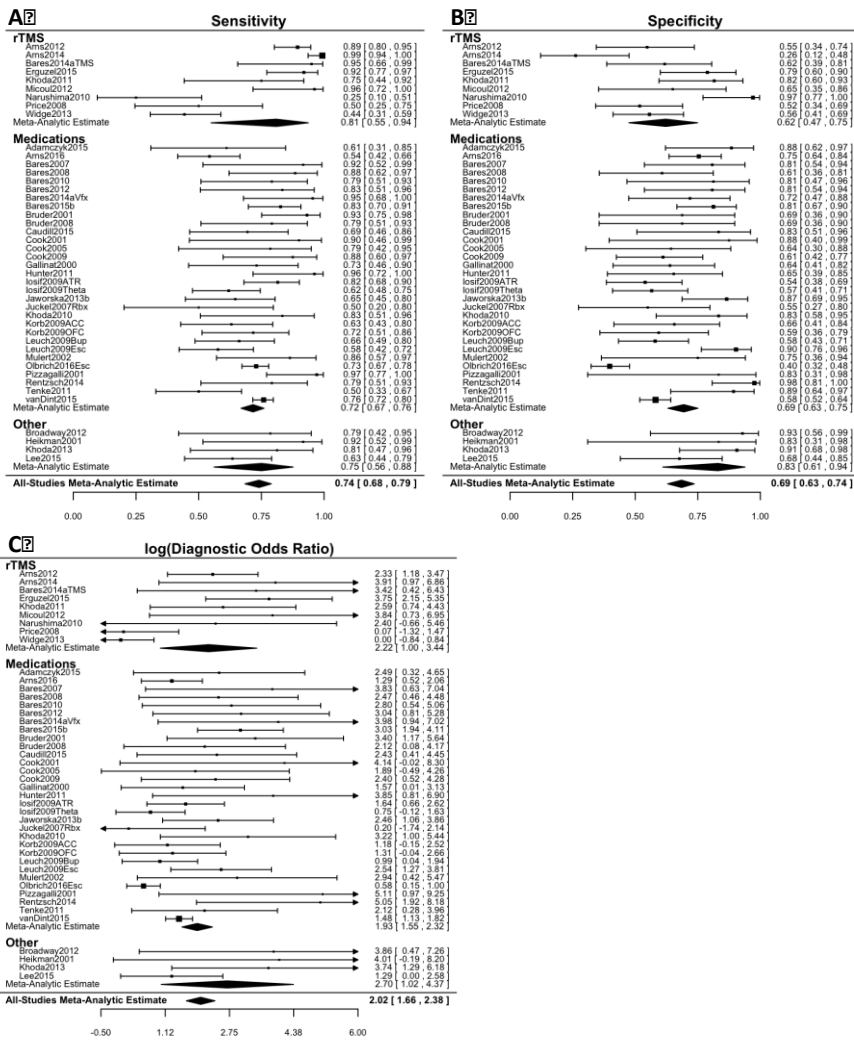 A
Sensitivity
rTMS
Arns2012 0.89 [ 0.80 , 0.95 ]
Arns2014 0.99 [ 0.94 , 1.00 ]
Bares2014aTMS 0.95 [ 0.66 , 0.99 ]
Erguzel2015 0.92 [ 0.77 , 0.97 ]
Khoda2011 0.75 [ 0.44 , 0.92 ]
Micoul2012 0.96 [ 0.72 , 1.00 ]
Narushima2010 0.25 [ 0.10 , 0.51 ]
Price2008 0.50 [ 0.25 , 0.75 ]
Widge2013 0.44 [ 0.31 , 0.59 ]
Meta-Analytic Estimate 0.81 [ 0.55 , 0.94 ]
Medications
Adamczyk2015 0.61 [ 0.31 , 0.85 ]
Arns2016 0.54 [ 0.42 , 0.66 ]
Bares2007 0.92 [ 0.52 , 0.99 ]
Bares2008 0.88 [ 0.62 , 0.97 ]
Bares2010 0.79 [ 0.51 , 0.93 ]
Bares2012 0.83 [ 0.51 , 0.96 ]
Bares2014aVfx 0.95 [ 0.68 , 1.00 ]
Bares2015b 0.83 [ 0.70 , 0.91 ]
Bruder2001 0.93 [ 0.75 , 0.98 ]
Bruder2008 0.79 [ 0.51 , 0.93 ]
Caudill2015 0.69 [ 0.46 , 0.86 ]
Cook2001 0.90 [ 0.46 , 0.99 ]
Cook2005 0.79 [ 0.42 , 0.95 ]
Cook2009 0.88 [ 0.60 , 0.97 ]
Gallinat2000 0.73 [ 0.46 , 0.90 ]
Hunter2011 0.96 [ 0.72 , 1.00 ]
Iosif2009ATR 0.82 [ 0.68 , 0.90 ]
Iosif2009Theta 0.62 [ 0.48 , 0.75 ]
Jaworska2013b 0.65 [ 0.45 , 0.80 ]
Juckel2007Rbx 0.50 [ 0.20 , 0.80 ]
Khoda2010 0.83 [ 0.51 , 0.96 ]
Korb2009ACC 0.63 [ 0.43 , 0.80 ]
Korb2009OFC 0.72 [ 0.51 , 0.86 ]
Leuch2009Bup 0.66 [ 0.49 , 0.80 ]
Leuch2009Esc 0.58 [ 0.42 , 0.72 ]
Mulert2002 0.86 [ 0.57 , 0.97 ]
Olbrich2016Esc 0.73 [ 0.67 , 0.78 ]
Pizzagalli2001 0.97 [ 0.77 , 1.00 ]
Rentzsch2014 0.79 [ 0.51 , 0.93 ]
Tenke2011 0.50 [ 0.33 , 0.67 ]
vanDint2015 0.76 [ 0.72 , 0.80 ]
Meta-Analytic Estimate 0.72 [ 0.67 , 0.76 ]
Other
Broadway2012 0.79 [ 0.42 , 0.95 ]
Heikman2001 0.92 [ 0.52 , 0.99 ]
Khoda2013 0.81 [ 0.47 , 0.96 ]
Lee2015 0.63 [ 0.44 , 0.79 ]
Meta-Analytic Estimate 0.75 [ 0.56 , 0.88 ]
All-Studies Meta-Analytic Estimate 0.74 [ 0.68 , 0.79 ]
0.00 0.25 0.50 0.75 1.00
B
Specificity
rTMS
Arns2012 0.55 [ 0.34 , 0.74 ]
Arns2014 0.26 [ 0.12 , 0.48 ]
Bares2014aTMS 0.62 [ 0.39 , 0.81 ]
Erguzel2015 0.79 [ 0.60 , 0.90 ]
Khoda2011 0.82 [ 0.60 , 0.93 ]
Micoul2012 0.65 [ 0.35 , 0.86 ]
Narushima2010 0.97 [ 0.77 , 1.00 ]
Price2008 0.52 [ 0.34 , 0.69 ]
Widge2013 0.56 [ 0.41 , 0.69 ]
Meta-Analytic Estimate 0.62 [ 0.47 , 0.75 ]
Medications
Adamczyk2015 0.88 [ 0.62 , 0.97 ]
Arns2016 0.75 [ 0.64 , 0.84 ]
Bares2007 0.81 [ 0.54 , 0.94 ]
Bares2008 0.61 [ 0.36 , 0.81 ]
Bares2010 0.81 [ 0.47 , 0.96 ]
Bares2012 0.81 [ 0.54 , 0.94 ]
Bares2014aVfx 0.72 [ 0.47 , 0.88 ]
Bares2015b 0.81 [ 0.67 , 0.90 ]
Bruder2001 0.69 [ 0.36 , 0.90 ]
Bruder2008 0.69 [ 0.36 , 0.90 ]
Caudill2015 0.83 [ 0.51 , 0.96 ]
Cook2001 0.88 [ 0.40 , 0.99 ]
Cook2005 0.64 [ 0.30 , 0.88 ]
Cook2009 0.61 [ 0.42 , 0.77 ]
Gallinat2000 0.64 [ 0.41 , 0.82 ]
Hunter2011 0.65 [ 0.39 , 0.85 ]
Iosif2009ATR 0.54 [ 0.38 , 0.69 ]
Iosif2009Theta 0.57 [ 0.41 , 0.71 ]
Jaworska2013b 0.87 [ 0.69 , 0.95 ]
Juckel2007Rbx 0.55 [ 0.27 , 0.80 ]
Khoda2010 0.83 [ 0.58 , 0.95 ]
Korb2009ACC 0.66 [ 0.41 , 0.84 ]
Korb2009OFC 0.59 [ 0.36 , 0.79 ]
Leuch2009Bup 0.58 [ 0.43 , 0.71 ]
Leuch2009Esc 0.90 [ 0.76 , 0.96 ]
Mulert2002 0.75 [ 0.36 , 0.94 ]
Olbrich2016Esc 0.40 [ 0.32 , 0.48 ]
Pizzagalli2001 0.83 [ 0.31 , 0.98 ]
Rentzsch2014 0.98 [ 0.81 , 1.00 ]
Tenke2011 0.89 [ 0.64 , 0.97 ]
vanDint2015 0.58 [ 0.52 , 0.64 ]
Meta-Analytic Estimate 0.69 [ 0.63 , 0.75 ]
Other
Broadway2012 0.93 [ 0.56 , 0.99 ]
Heikman2001 0.83 [ 0.31 , 0.98 ]
Khoda2013 0.91 [ 0.68 , 0.98 ]
Lee2015 0.68 [ 0.44 , 0.85 ]
Meta-Analytic Estimate 0.83 [ 0.61 , 0.94 ]
All-Studies Meta-Analytic Estimate 0.69 [ 0.63 , 0.74 ]
0.00 0.25 0.50 0.75 1.00
C
log(Diagnostic Odds Ratio)
rTMS
Arns2012 2.33 [ 1.18 , 3.47 ]
Arns2014 3.91 [ 0.97 , 6.86 ]
Bares2014aTMS 3.42 [ 0.42 , 6.43 ]
Erguzel2015 3.75 [ 2.15 , 5.35 ]
Khoda2011 2.59 [ 0.74 , 4.43 ]
Micoul2012 3.84 [ 0.73 , 6.95 ]
Narushima2010 2.40 [ -0.66 , 5.46 ]
Price2008 0.07 [ -1.32 , 1.47 ]
Widge2013 0.00 [ -0.84 , 0.84 ]
Meta-Analytic Estimate 2.22 [ 1.00 , 3.44 ]
Medications
Adamczyk2015 2.49 [ 0.32 , 4.65 ]
Arns2016 1.29 [ 0.52 , 2.06 ]
Bares2007 3.83 [ 0.63 , 7.04 ]
Bares2008 2.47 [ 0.46 , 4.48 ]
Bares2010 2.80 [ 0.54 , 5.06 ]
Bares2012 3.04 [ 0.81 , 5.28 ]
Bares2014aVfx 3.98 [ 0.94 , 7.02 ]
Bares2015b 3.03 [ 1.94 , 4.11 ]
Bruder2001 3.40 [ 1.17 , 5.64 ]
Bruder2008 2.12 [ 0.08 , 4.17 ]
Caudill2015 2.43 [ 0.41 , 4.45 ]
Cook2001 4.14 [ -0.02 , 8.30 ]
Cook2005 1.89 [ -0.49 , 4.26 ]
Cook2009 2.40 [ 0.52 , 4.28 ]
Gallinat2000 1.57 [ 0.01 , 3.13 ]
Hunter2011 3.85 [ 0.81 , 6.90 ]
Iosif2009ATR 1.64 [ 0.66 , 2.62 ]
Iosif2009Theta 0.75 [ -0.12 , 1.63 ]
Jaworska2013b 2.46 [ 1.06 , 3.86 ]
Juckel2007Rbx 0.20 [ -1.74 , 2.14 ]
Khoda2010 3.22 [ 1.00 , 5.44 ]
Korb2009ACC 1.18 [ -0.15 , 2.52 ]
Korb2009OFC 1.31 [ -0.04 , 2.66 ]
Leuch2009Bup 0.99 [ 0.04 , 1.94 ]
Leuch2009Esc 2.54 [ 1.27 , 3.81 ]
Mulert2002 2.94 [ 0.42 , 5.47 ]
Olbrich2016Esc 0.58 [ 0.15 , 1.00 ]
Pizzagalli2001 5.11 [ 0.97 , 9.25 ]
Rentzsch2014 5.05 [ 1.92 , 8.18 ]
Tenke2011 2.12 [ 0.28 , 3.96 ]
vanDint2015 1.48 [ 1.13 , 1.82 ]
Meta-Analytic Estimate 1.93 [ 1.55 , 2.32 ]
Other
Broadway2012 3.86 [ 0.47 , 7.26 ]
Heikman2001 4.01 [ -0.19 , 8.20 ]
Khoda2013 3.74 [ 1.29 , 6.18 ]
Lee2015 1.29 [ 0.00 , 2.58 ]
Meta-Analytic Estimate 2.70 [ 1.02 , 4.37 ]
All-Studies Meta-Analytic Estimate 2.02 [ 1.66 , 2.38 ]
-0.50 1.12 2.75 4.38 6.00